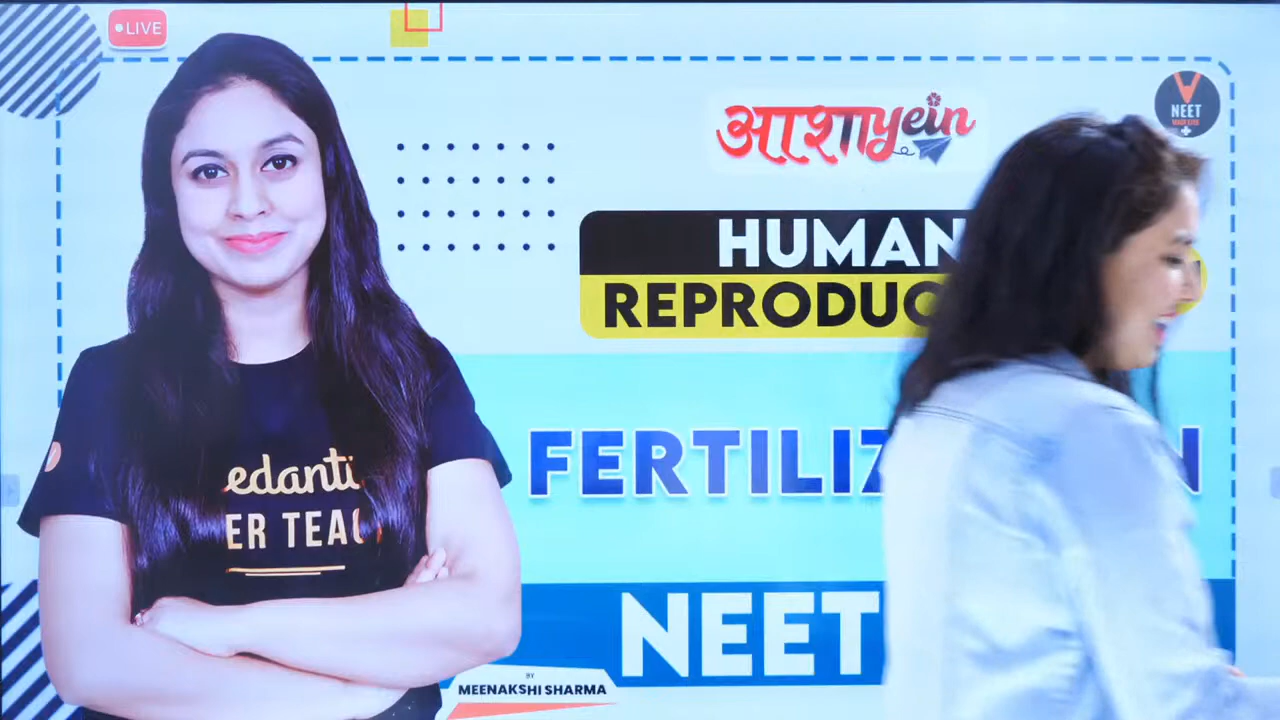 LIVE
आशाyein
NEET
HUMAN
REPRODUC
FERTILIZ N
edanti
ER TEAC
NEET
BY
MEENAKSHI SHARMA